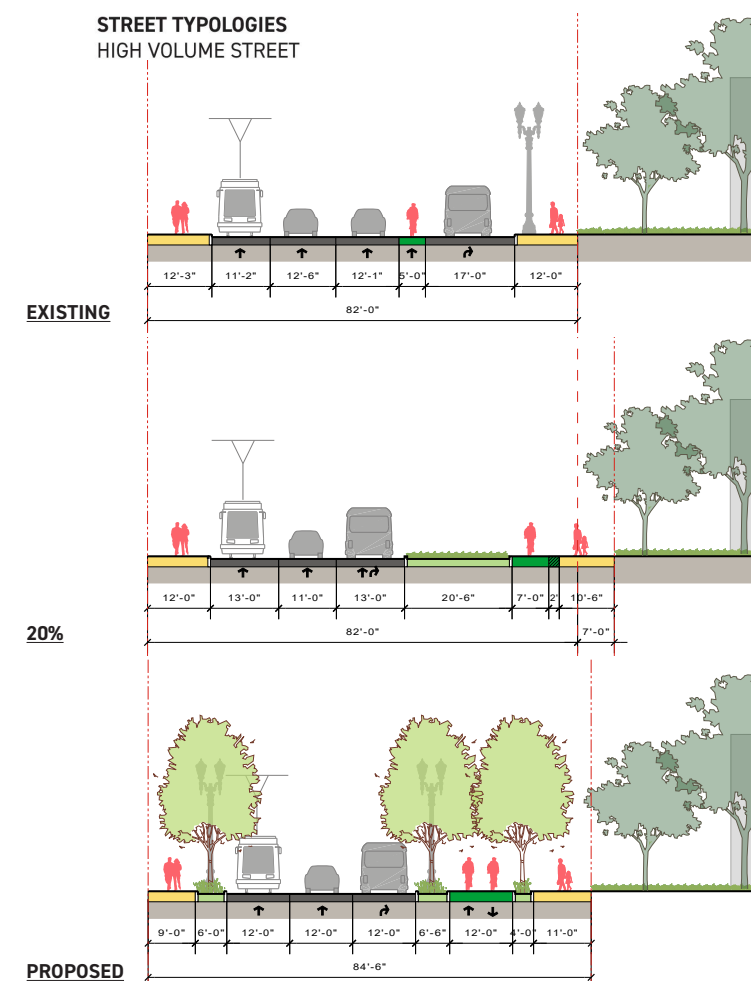 STREET TYPOLOGIES
HIGH VOLUME STREET
12'-3" 11'-2" 12'-6" 12'-1" 5'-0" 17'-0" 12'-0"
EXISTING
82'-0"
12'-0" 13'-0" 11'-0" 13'-0" 20'-6" 7'-0" 2' 10'-6"
20%
82'-0" 7'-0"
9'-0" 6'-0" 12'-0" 12'-0" 12'-0" 6'-6" 12'-0" 4'-0" 11'-0"
PROPOSED
84'-6"